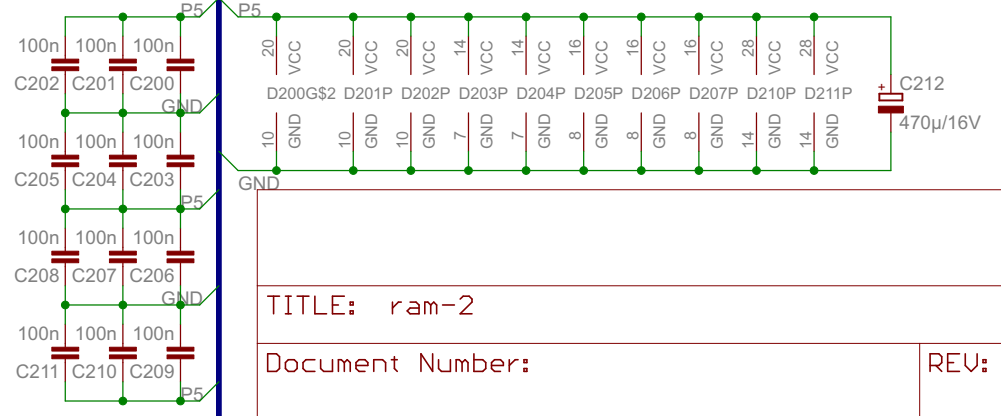 P5 P5
100n 100n 100n
20 VCC 20 VCC 20 VCC 14 VCC 14 VCC 16 VCC 16 VCC 16 VCC 28 VCC 28 VCC
C202 C201 C200
C212
+
D200G$2 D201P D202P D203P D204P D205P D206P D207P D210P D211P
GND
470µ/16V
100n 100n 100n
10 GND 10 GND 10 GND 7 GND 7 GND 8 GND 8 GND 8 GND 14 GND 14 GND
C205 C204 C203
GND
P5
100n 100n 100n
C208 C207 C206
GND
TITLE: ram-2
100n 100n 100n
C211 C210 C209
Document Number:
REV:
P5